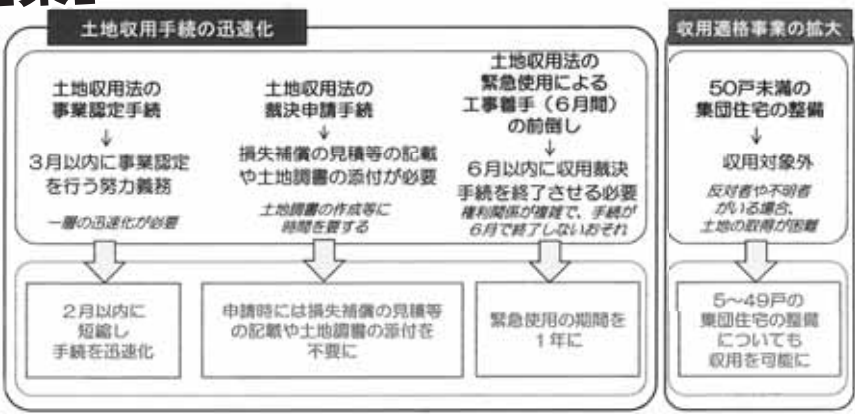 土地収用手続の迅速化
土地収用法の
事業認定手続
↓
3月以内に事業認定
を行う努力義務
一層の迅速化が必要
2月以内に
短縮し
手続を迅速化
土地収用法の
裁決申請手続
↓
損失補償の見積等の記載
や土地調書の添付が必要
土地調書の作成等に
時間を要する
申請時には損失補償の見積等
の記載や土地調書の添付を
不要に
土地収用法の
緊急使用による
工事着手（6月間）
の前倒し
↓
6月以内に収用裁決
手続を終了させる必要
権利関係が複雑で、手続が
6月で終了しないおそれ
緊急使用の期間を
1年に
収用適格事業の拡大
50戸未満の
集団住宅の整備
↓
収用対象外
反対者や不明者
がいる場合、
土地の取得が困難
5～49戸の
集団住宅の整備
についても
収用を可能に